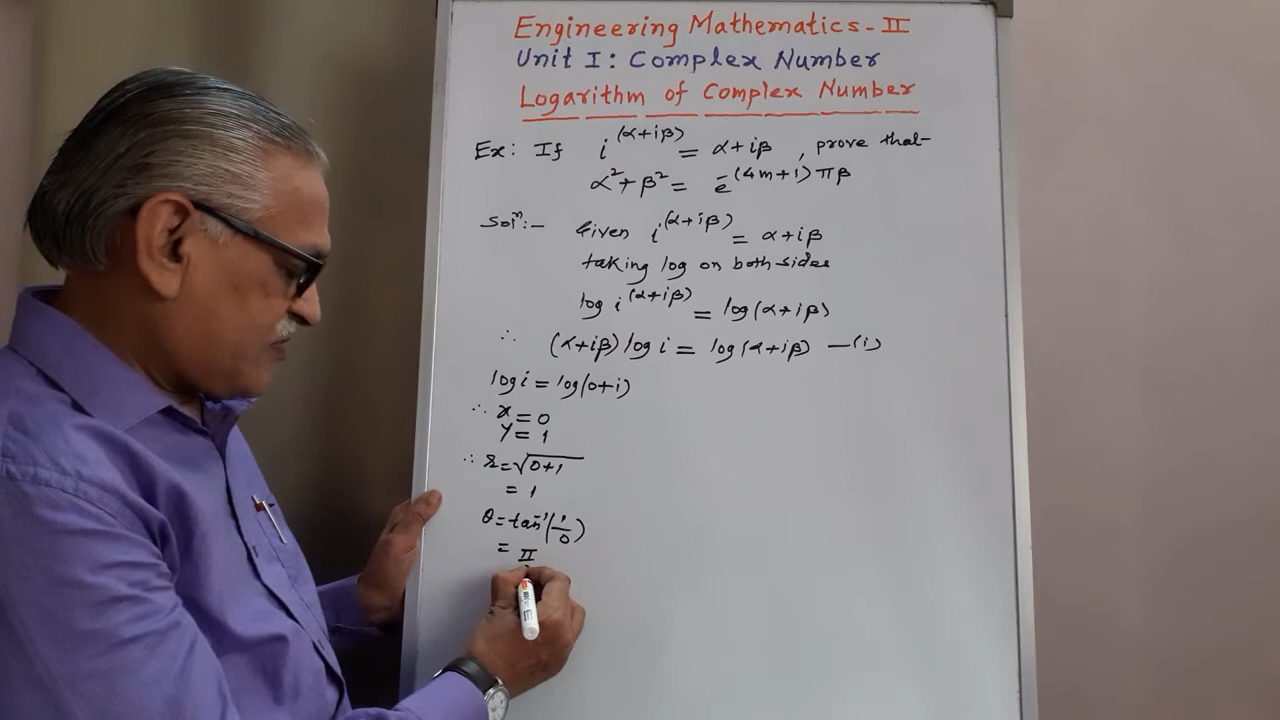 Engineering Mathematics - II
Unit I: Complex Number
Logarithm of Complex Number
Ex: If i^(α+iβ) = α+iβ, prove that
α²+β² = e^-(4m+1)πβ
Solⁿ:- Given i^(α+iβ) = α+iβ
taking log on both sides
log i^(α+iβ) = log(α+iβ)
∴ (α+iβ) log i = log(α+iβ) —(i)
log i = log(0+i)
∴ x = 0
y = 1
∴ r = √0+1
= 1
θ = tan⁻¹(1/0)
= π